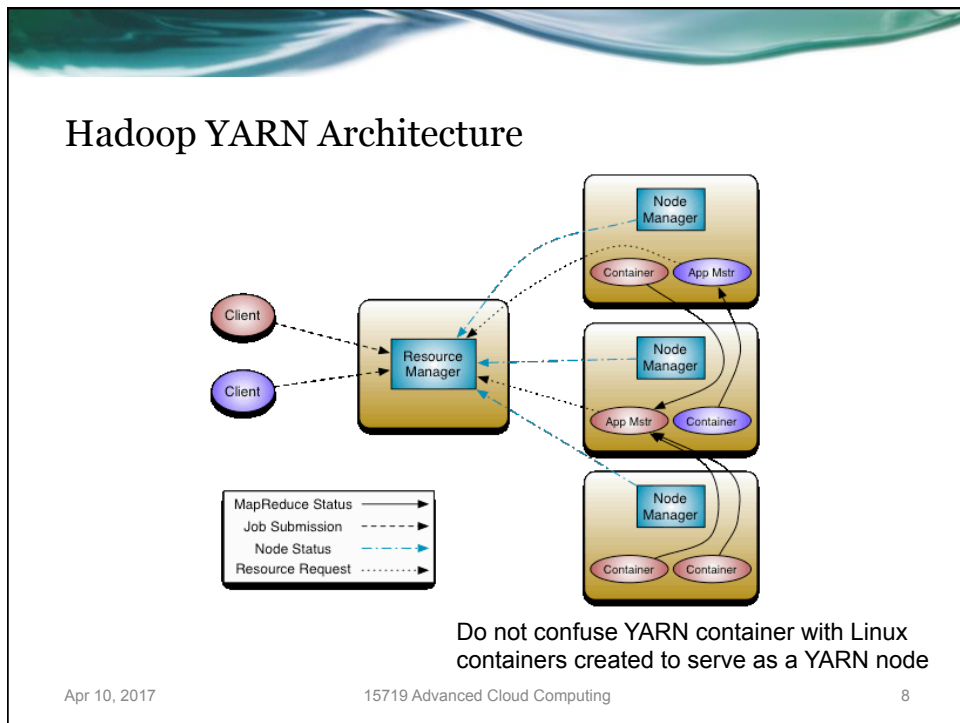 Hadoop YARN Architecture
Node
Manager
Container
App Mstr
Client
Resource
Manager
Client
Node
Manager
App Mstr
Container
Node
Manager
Container
Container
MapReduce Status
Job Submission
Node Status
Resource Request
Do not confuse YARN container with Linux
containers created to serve as a YARN node
Apr 10, 2017
15719 Advanced Cloud Computing
8